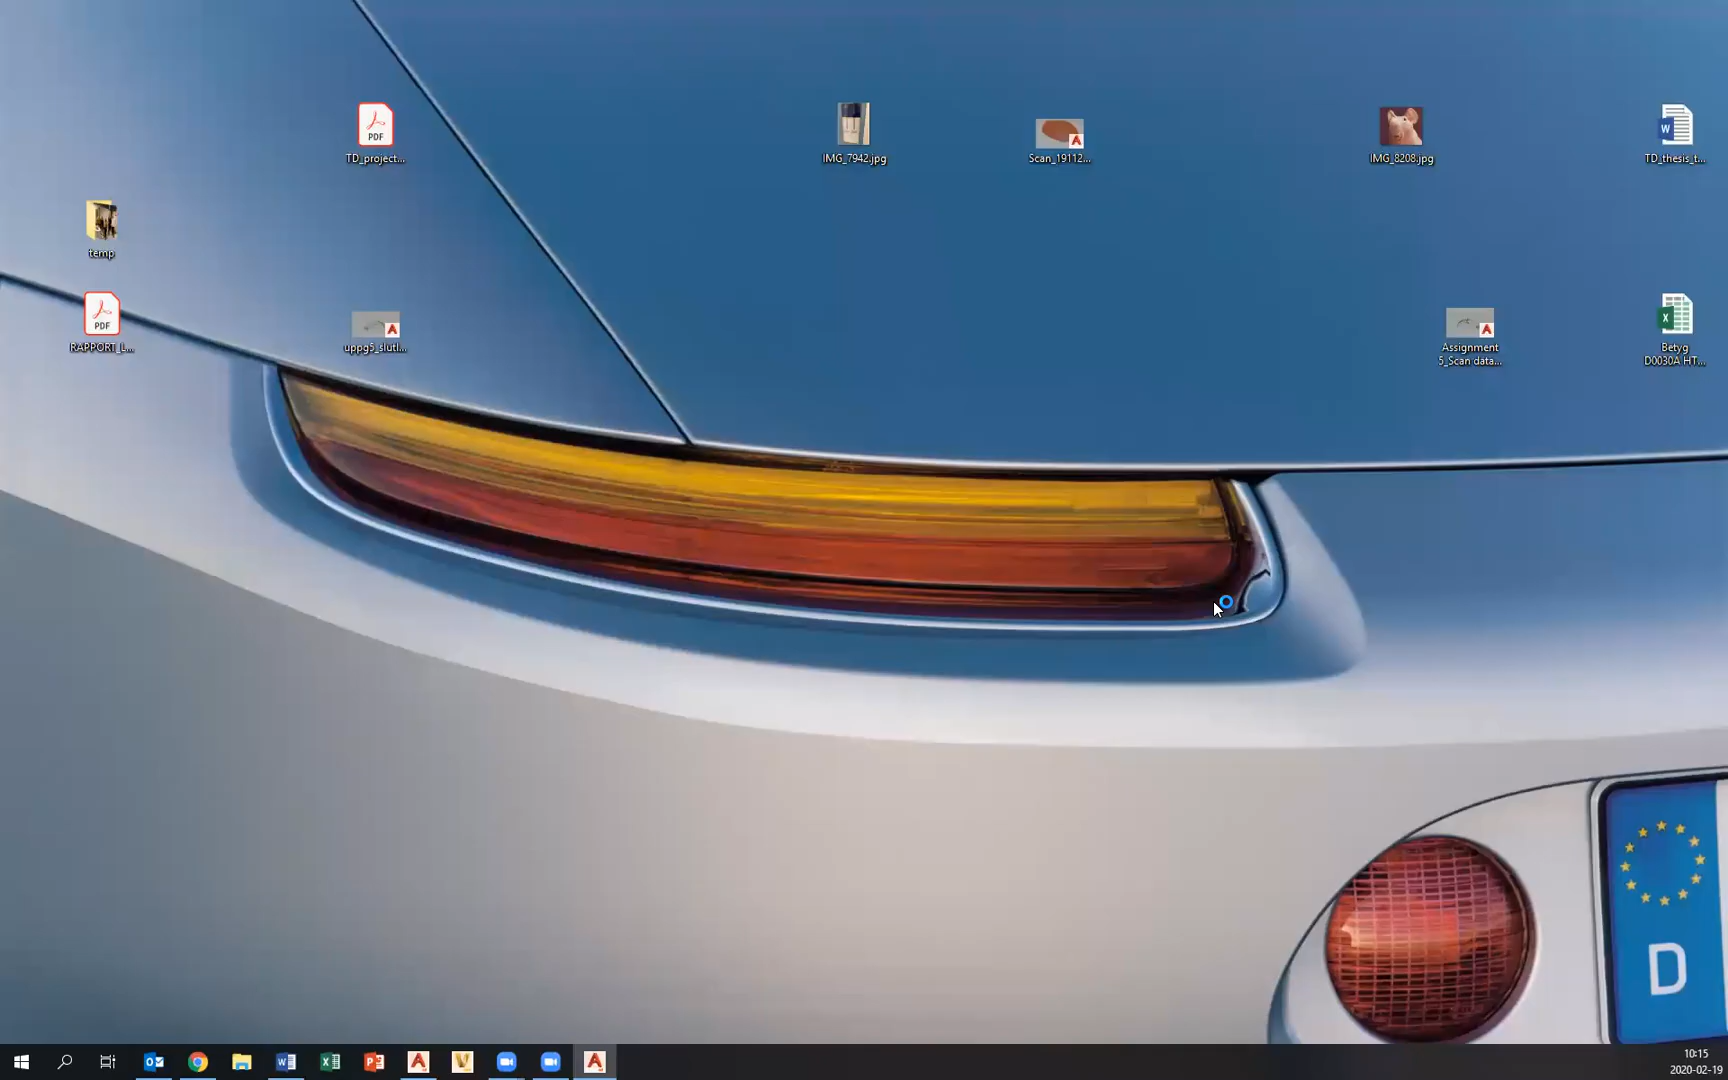 PDF
TD_project...
IMG_7942.jpg
Scan_19112...
IMG_8208.jpg
TD_thesis_t...
temp
PDF
RAPPORT_L...
uppg5_slutl...
Assignment
5_Scan data...
Betyg
D0030A HT...
D
10:15
2020-02-19